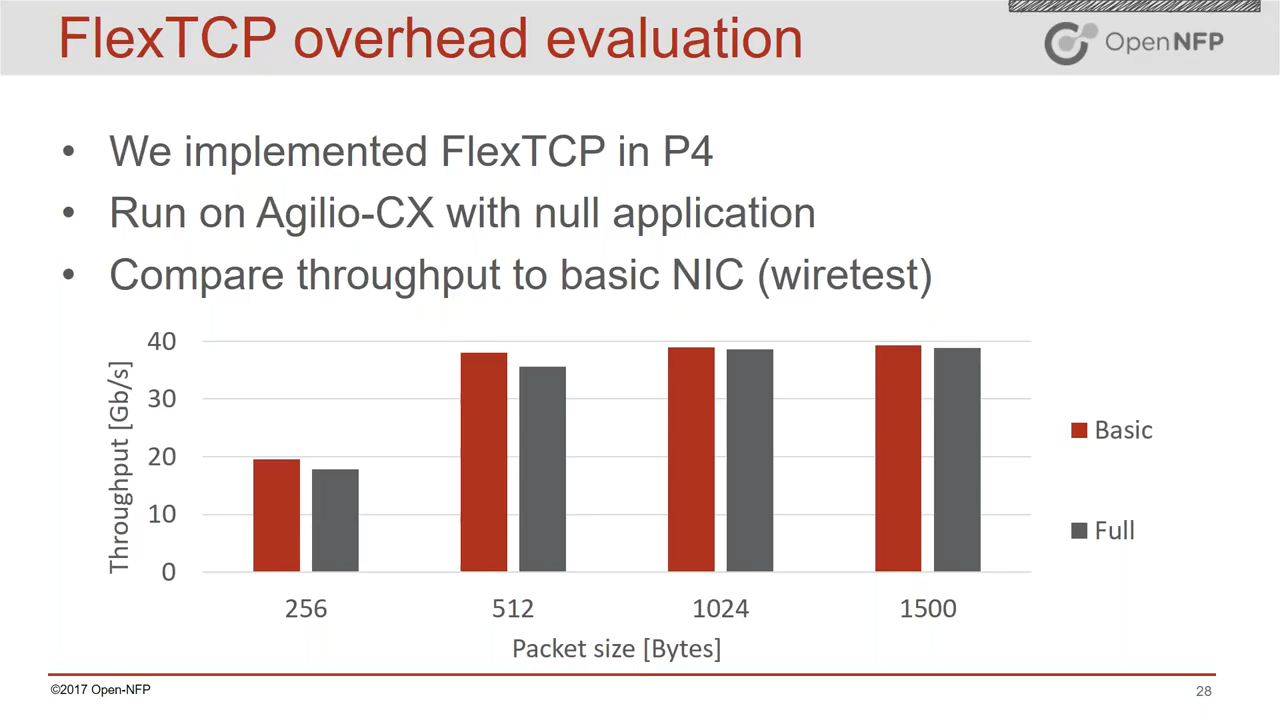 FlexTCP overhead evaluation
Open NFP
• We implemented FlexTCP in P4
• Run on Agilio-CX with null application
• Compare throughput to basic NIC (wiretest)
40
30
20
10
0
Throughput [Gb/s]
256 512 1024 1500
Packet size [Bytes]
Basic
Full
©2017 Open-NFP
28